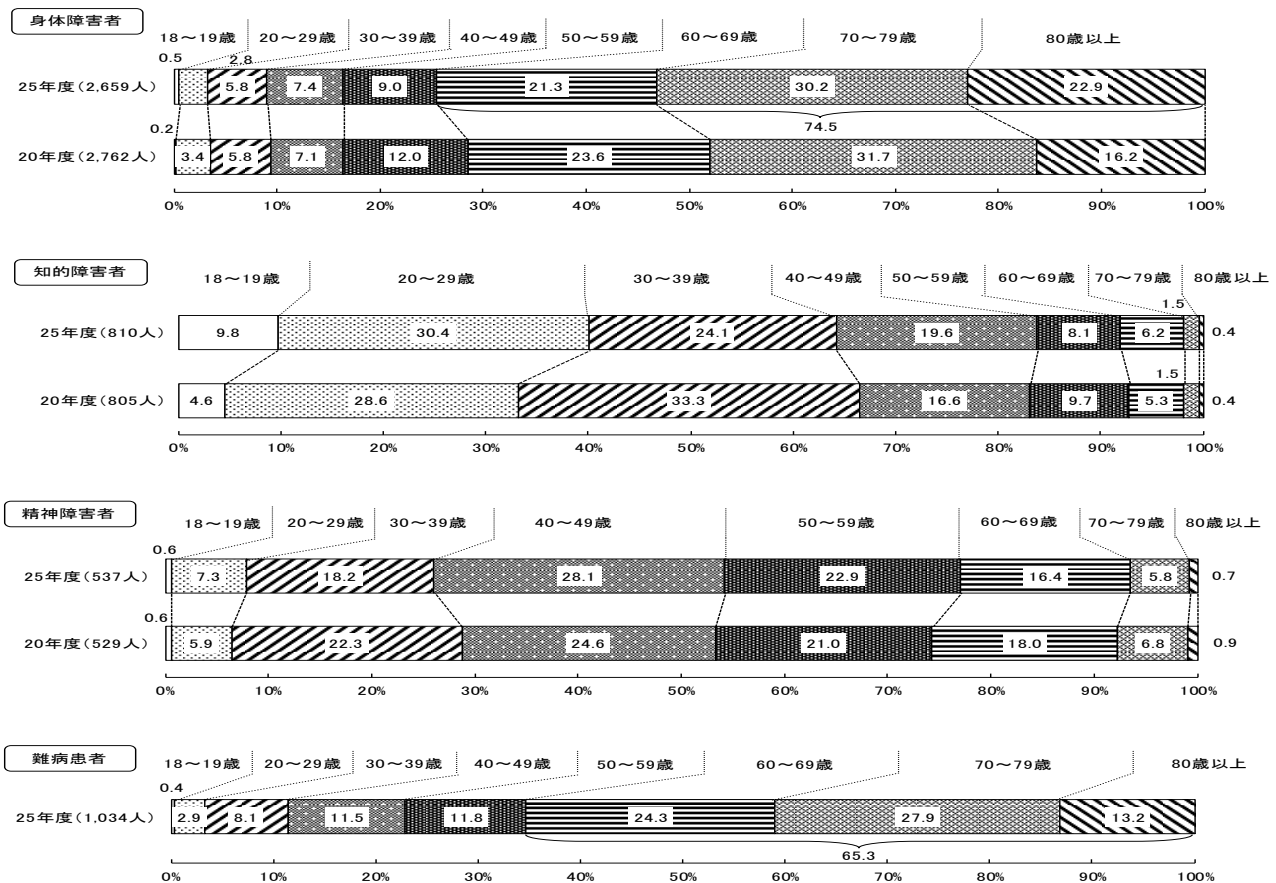 身体障害者
18～19歳 20～29歳 30～39歳 40～49歳 50～59歳 60～69歳 70～79歳 80歳以上
0.5 2.8
25年度(2,659人) 5.8 7.4 9.0 21.3 30.2 22.9
74.5
0.2
20年度(2,762人) 3.4 5.8 7.1 12.0 23.6 31.7 16.2
0% 10% 20% 30% 40% 50% 60% 70% 80% 90% 100%
知的障害者
18～19歳 20～29歳 30～39歳 40～49歳 50～59歳 60～69歳 70～79歳 80歳以上
1.5
25年度(810人) 9.8 30.4 24.1 19.6 8.1 6.2 0.4
1.5
20年度(805人) 4.6 28.6 33.3 16.6 9.7 5.3 0.4
0% 10% 20% 30% 40% 50% 60% 70% 80% 90% 100%
精神障害者
18～19歳 20～29歳 30～39歳 40～49歳 50～59歳 60～69歳 70～79歳 80歳以上
0.6
25年度(537人) 7.3 18.2 28.1 22.9 16.4 5.8 0.7
0.6
20年度(529人) 5.9 22.3 24.6 21.0 18.0 6.8 0.9
0% 10% 20% 30% 40% 50% 60% 70% 80% 90% 100%
難病患者
18～19歳 20～29歳 30～39歳 40～49歳 50～59歳 60～69歳 70～79歳 80歳以上
0.4
25年度(1,034人) 2.9 8.1 11.5 11.8 24.3 27.9 13.2
65.3
0% 10% 20% 30% 40% 50% 60% 70% 80% 90% 100%